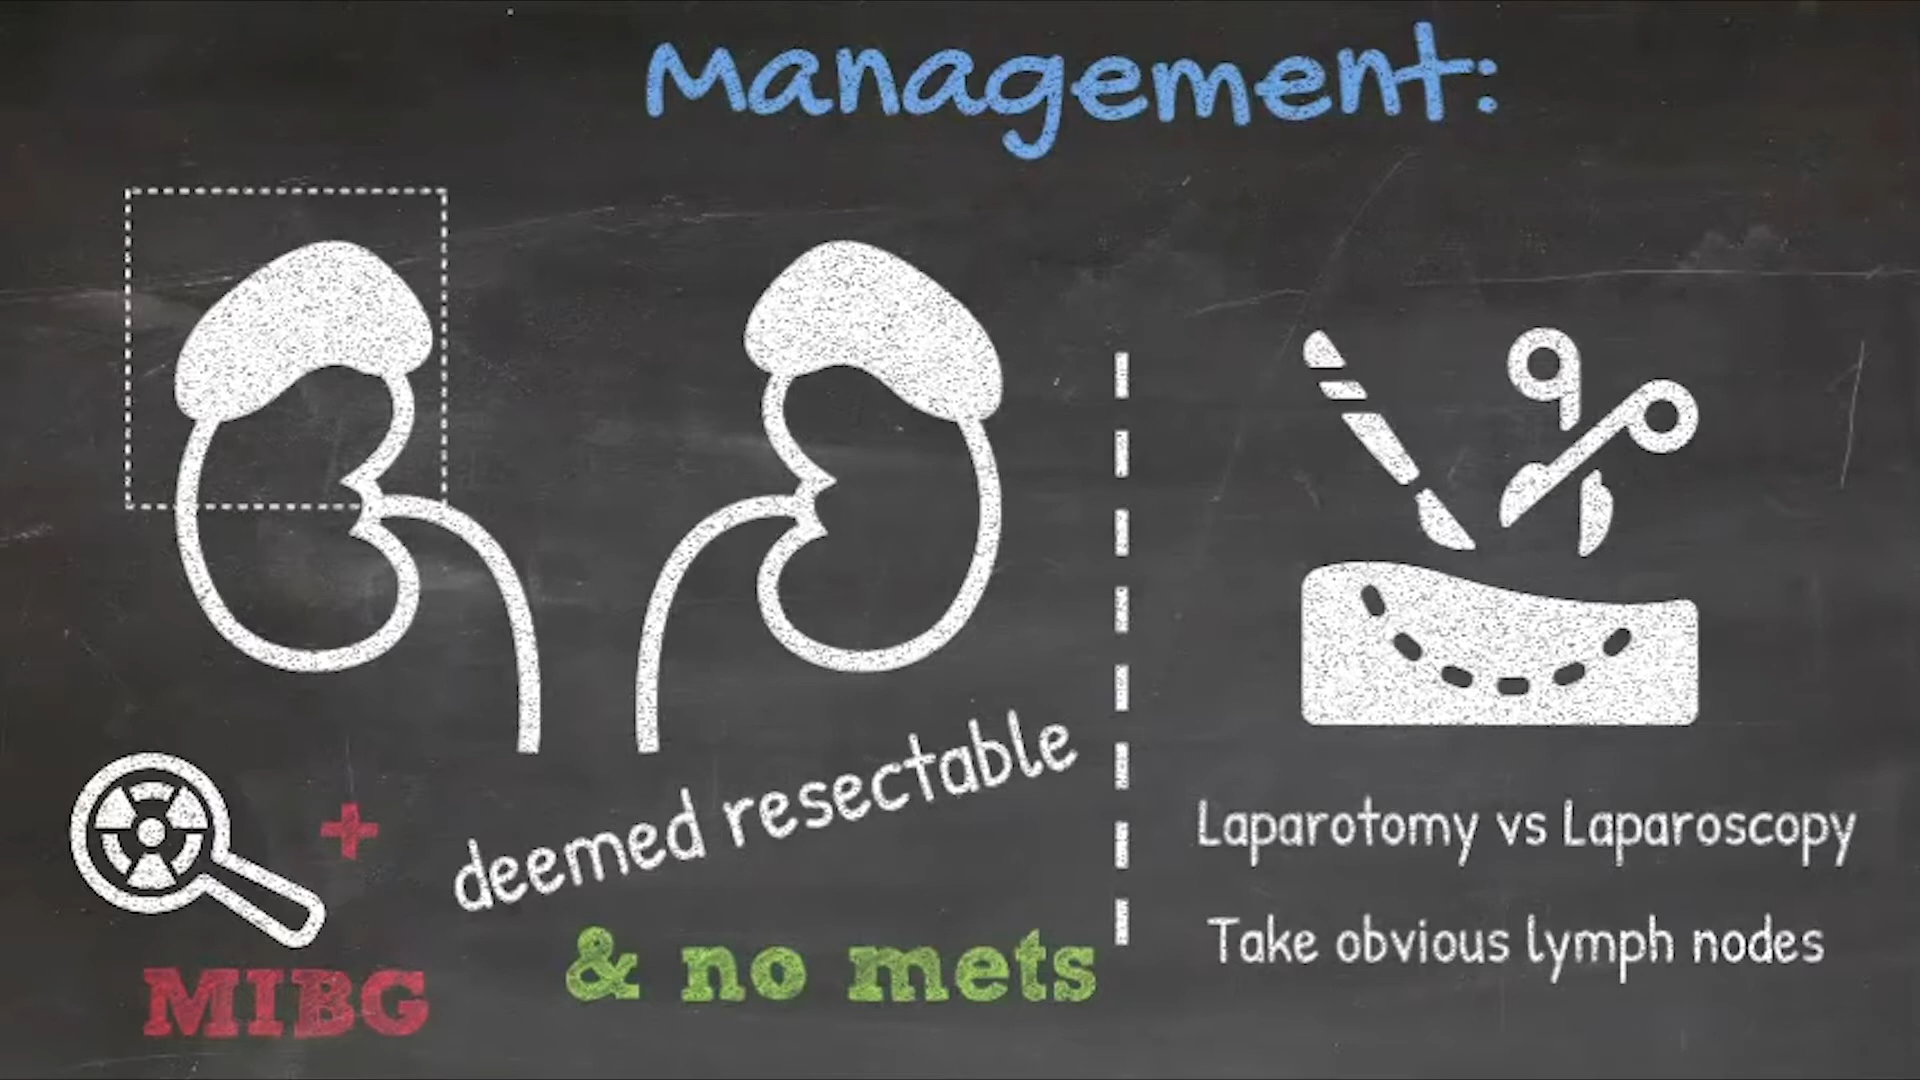 Management:
+
MIBG
deemed resectable
& no mets
Laparotomy vs Laparoscopy
Take obvious lymph nodes